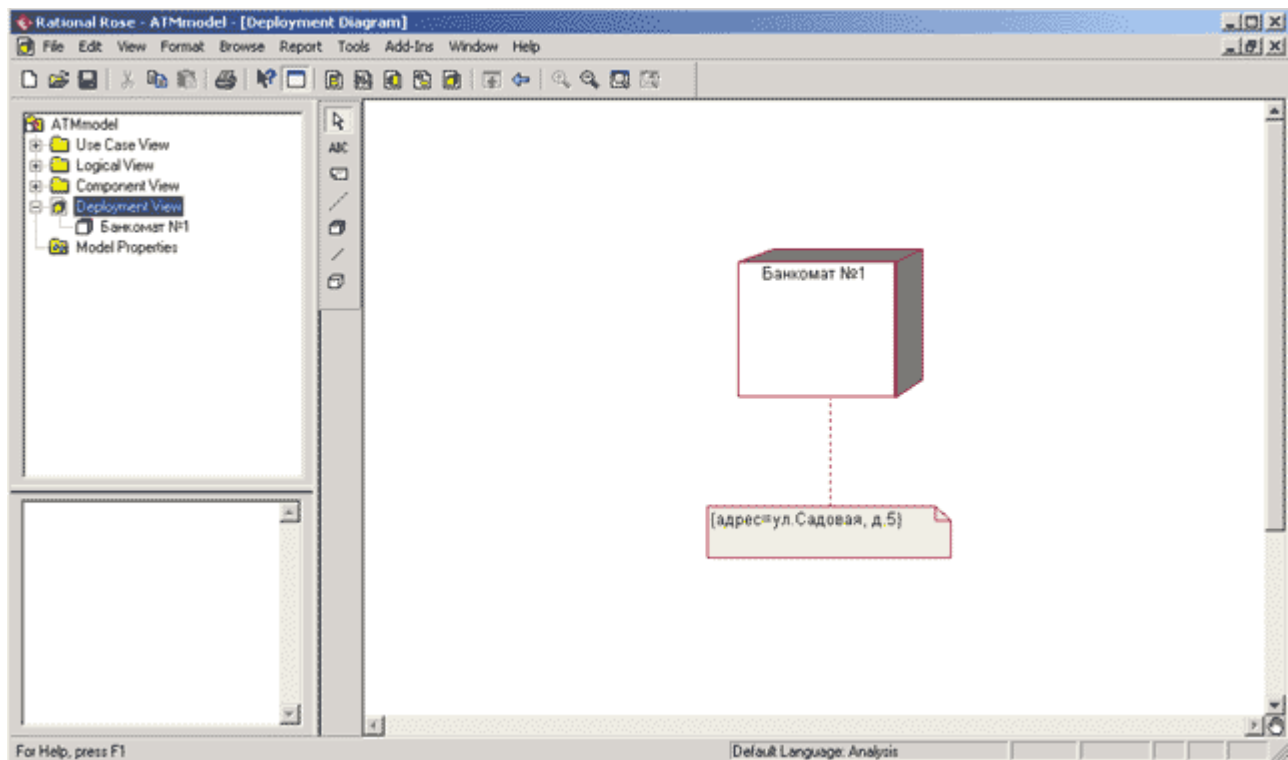 Rational Rose - ATMmodel - [Deployment Diagram]
File Edit View Format Browse Report Tools Add-Ins Window Help
ATMmodel
Use Case View
Logical View
Component View
Deployment View
Банкомат №1
Model Properties
ABC
Банкомат №1
{адрес=ул.Садовая, д.5}
For Help, press F1
Default Language: Analysis